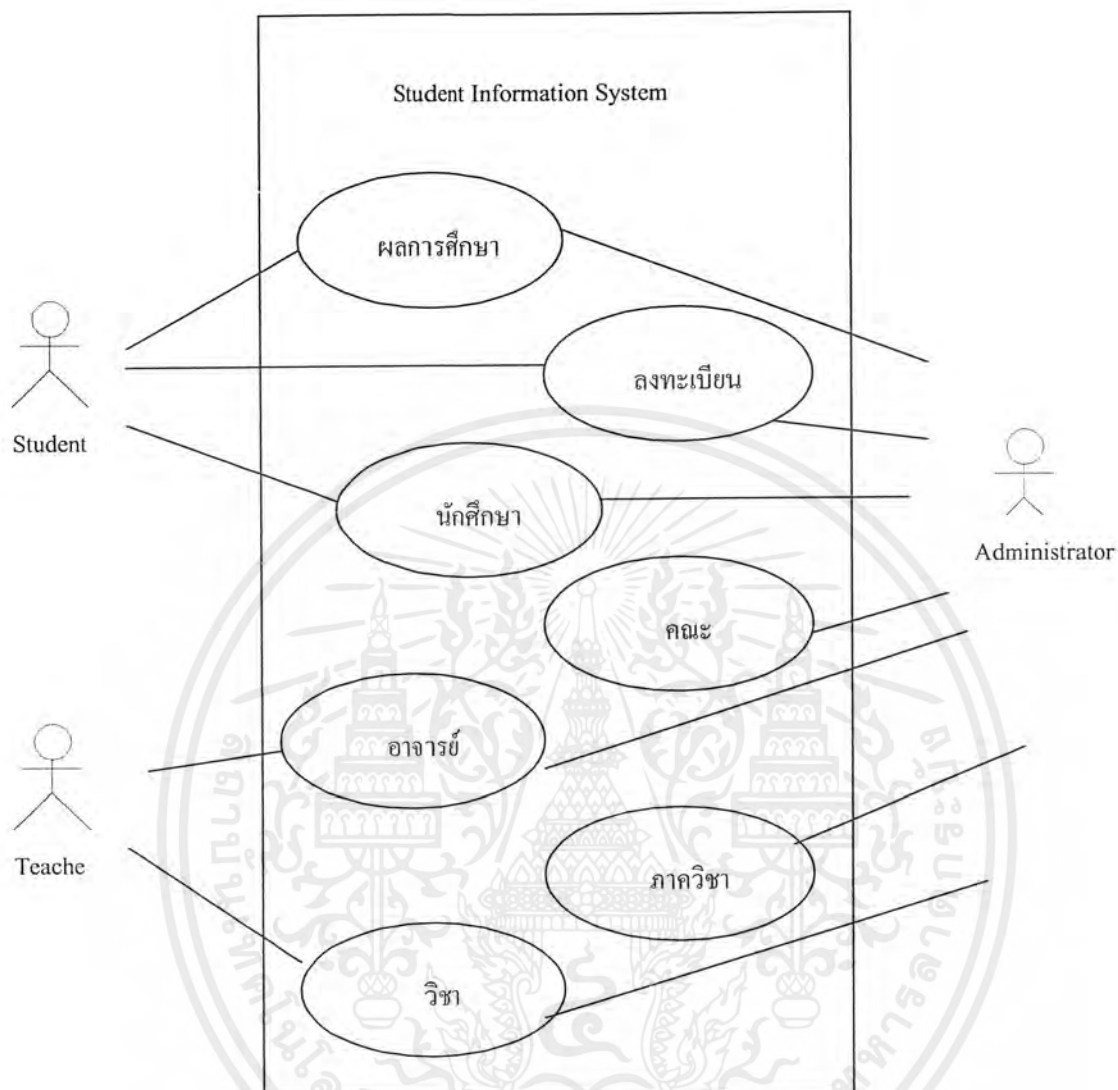 Student Information System
ผลการศึกษา
ลงทะเบียน
Student
นักศึกษา
Administrator
คณะ
อาจารย์
Teache
ภาควิชา
วิชา